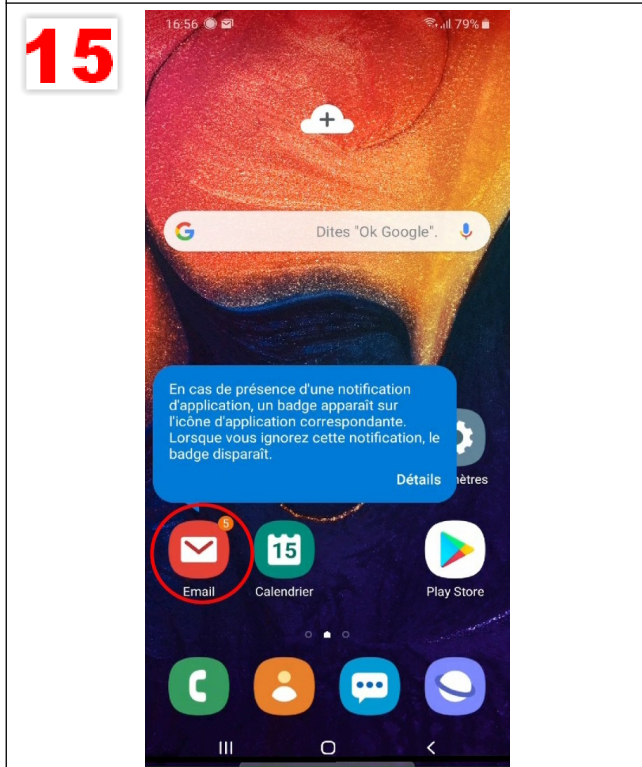 15
16:56 79%
Dites "Ok Google".
En cas de présence d'une notification
d'application, un badge apparaît sur
l'icône d'application correspondante.
Lorsque vous ignorez cette notification, le
badge disparaît.
Détails
ètres
5
15
Email Calendrier Play Store